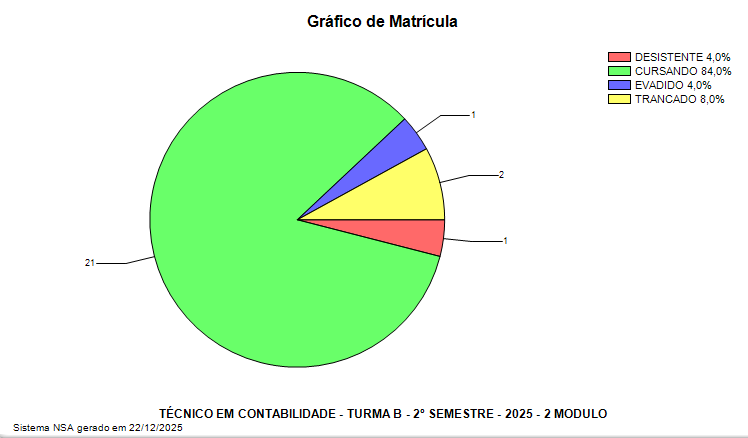 Gráfico de Matrícula
DESISTENTE 4,0%
CURSANDO 84,0%
EVADIDO 4,0%
TRANCADO 8,0%
1
2
1
21
TÉCNICO EM CONTABILIDADE - TURMA B - 2º SEMESTRE - 2025 - 2 MODULO
Sistema NSA gerado em 22/12/2025